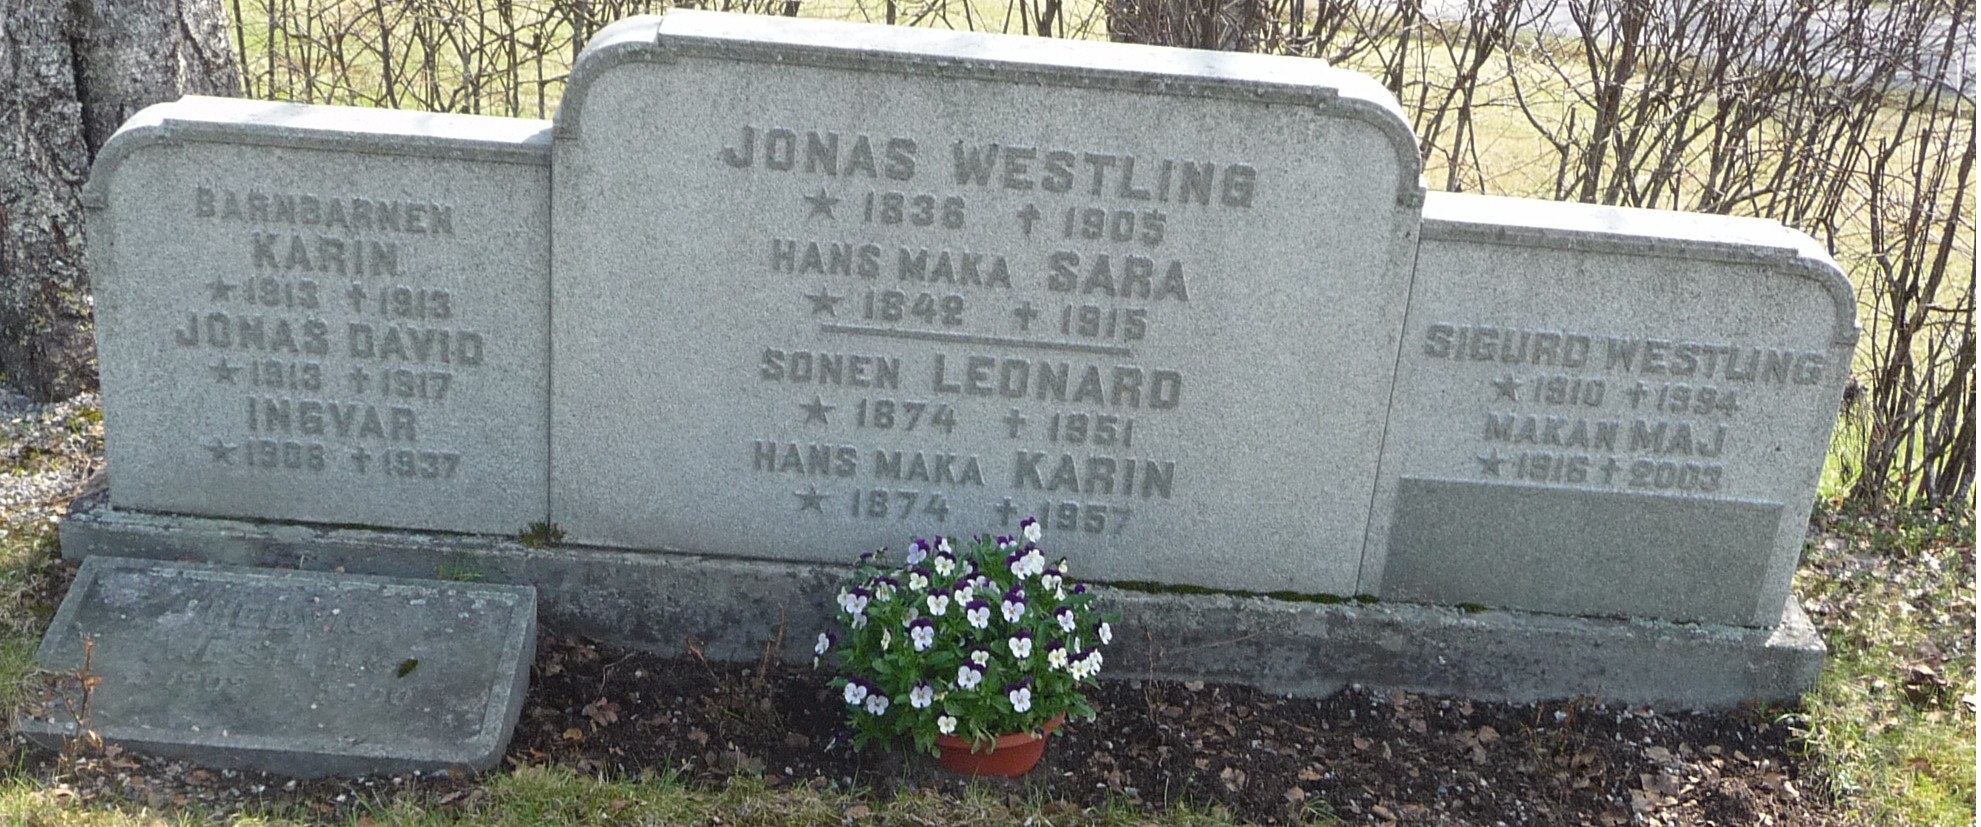 BARNBARNEN
KARIN
★ 1913 † 1913
JONAS DAVID
★ 1913 † 1917
INGVAR
★ 1908 † 1937
JONAS WESTLING
★ 1836 † 1905
HANS MAKA SARA
★ 1842 † 1915
SONEN LEONARD
★ 1874 † 1951
HANS MAKA KARIN
★ 1874 † 1957
SIGURD WESTLING
★ 1910 † 1994
MAKAN MAJ
★ 1916 † 2003